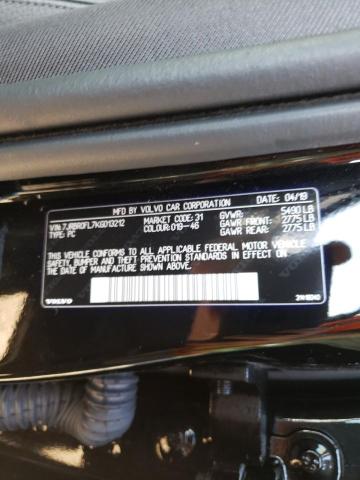 MFD BY VOLVO CAR CORPORATION DATE: 04/19
VIN: 7JRBR0FL7KG013212 MARKET CODE: 31 GVWR: 5490 LB
TYPE: PC COLOUR: 019-46 GAWR FRONT: 2775 LB
GAWR REAR: 2775 LB
THIS VEHICLE CONFORMS TO ALL APPLICABLE FEDERAL MOTOR VEHICLE
SAFETY, BUMPER AND THEFT PREVENTION STANDARDS IN EFFECT ON THE
DATE OF MANUFACTURE SHOWN ABOVE.
VOLVO